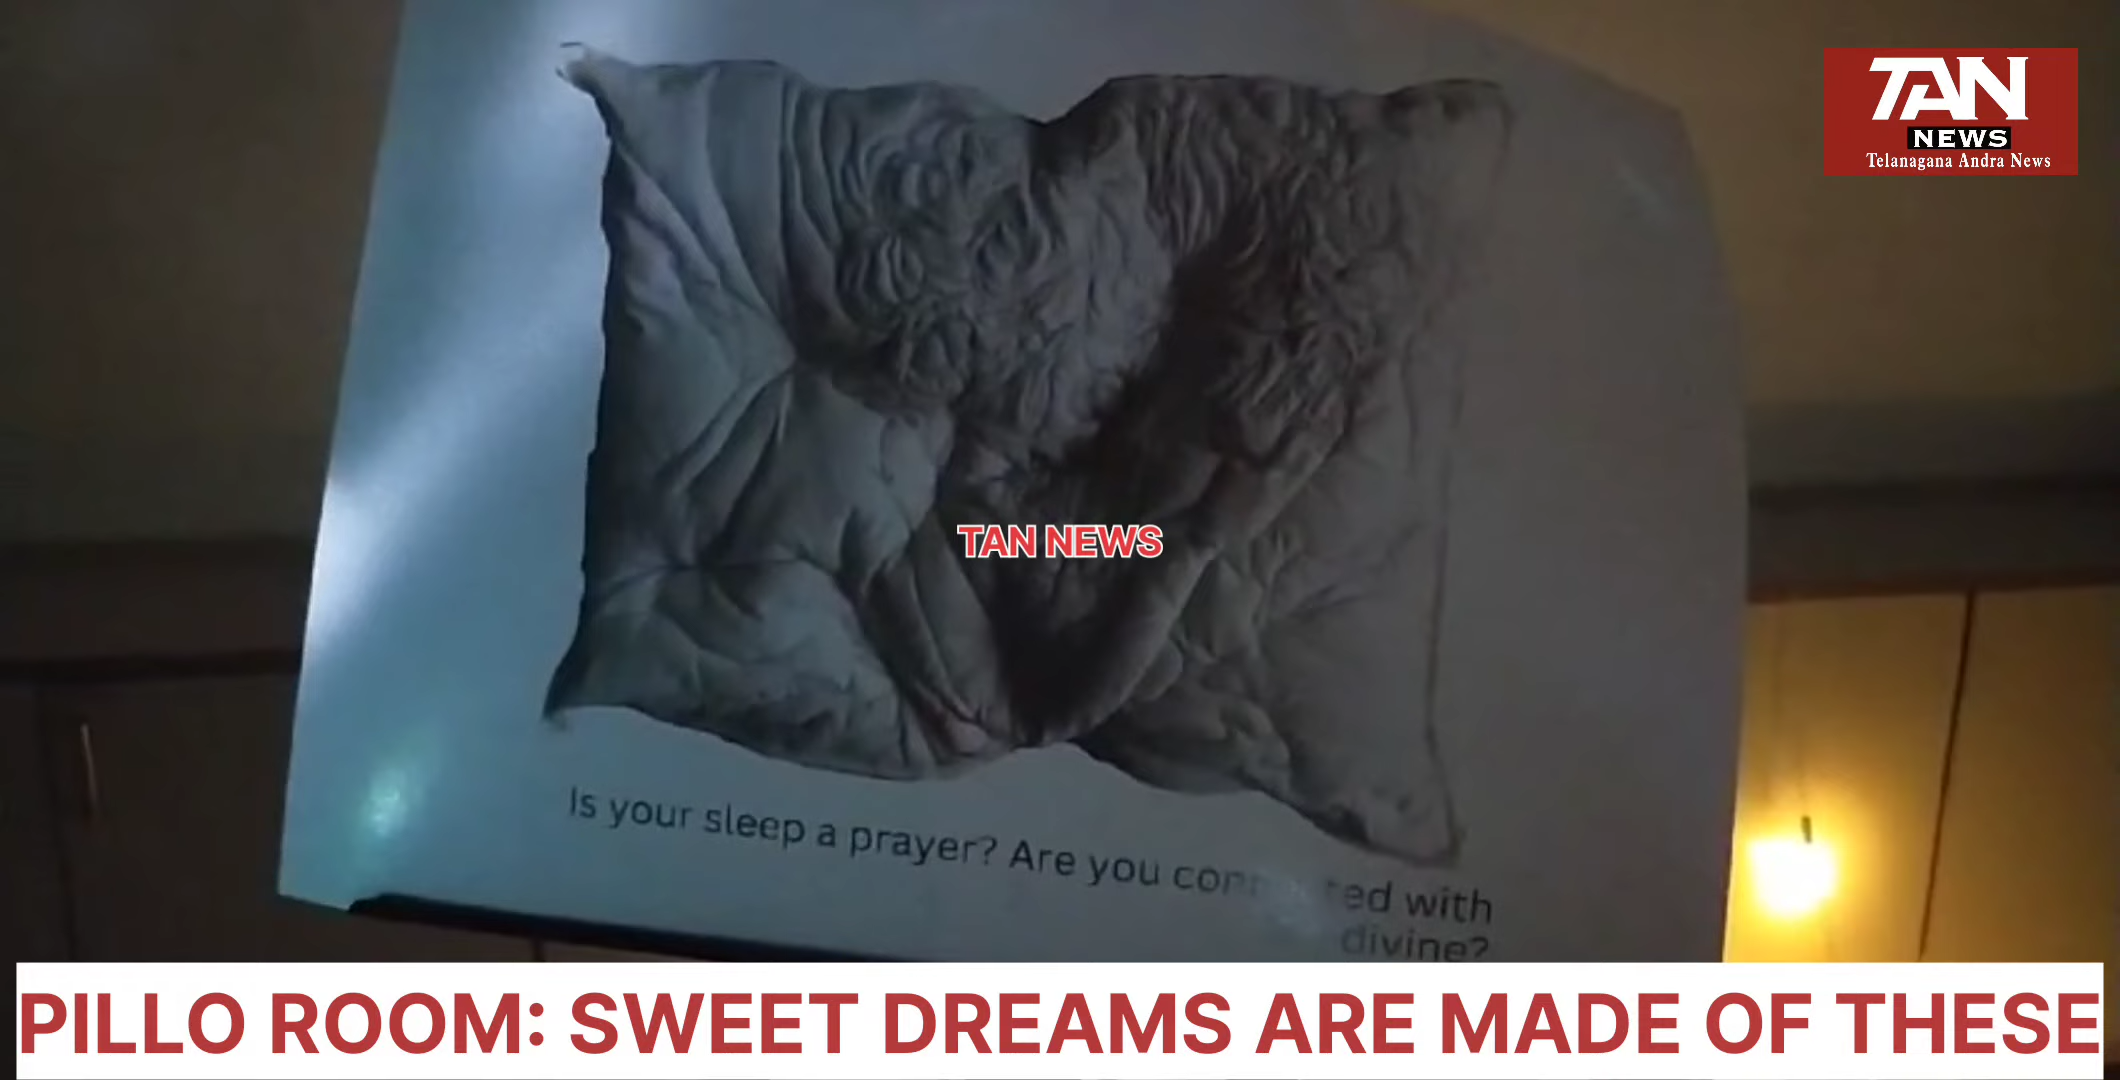 TAN
NEWS
Telanagana Andra News
TAN NEWS
Is your sleep a prayer? Are you with
divine?
PILLO ROOM: SWEET DREAMS ARE MADE OF THESE